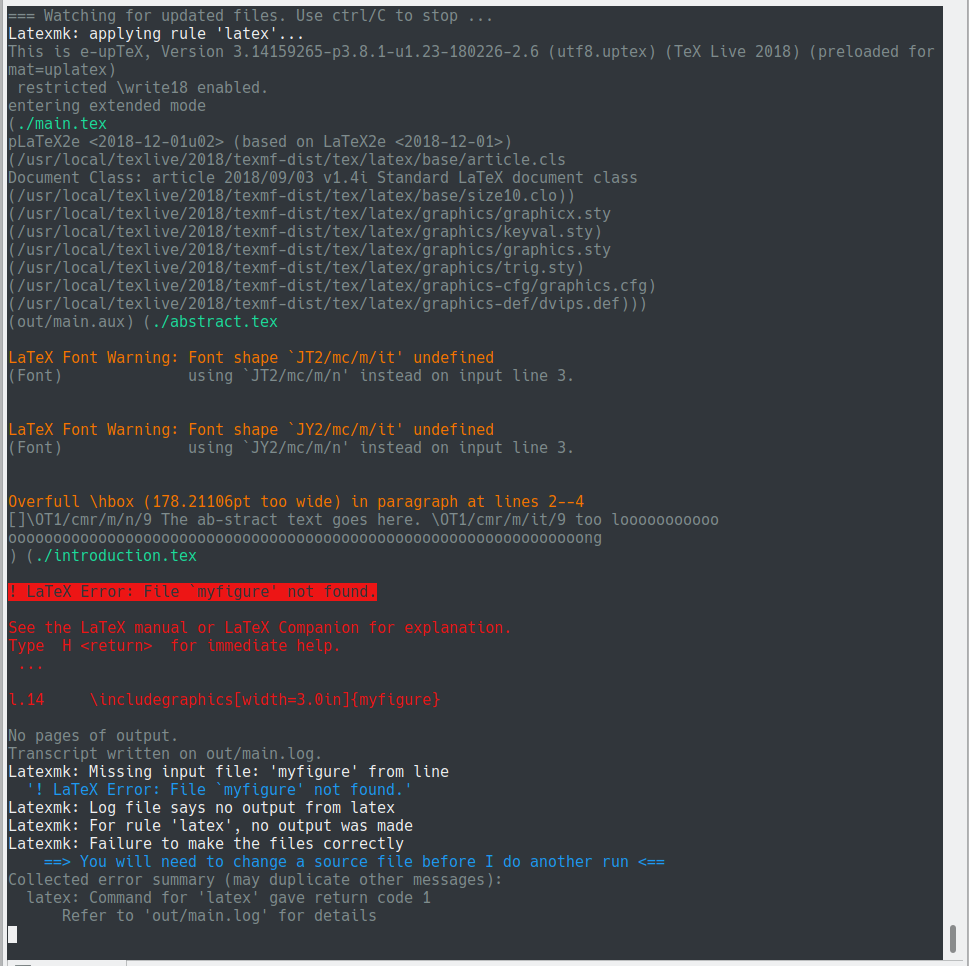 === Watching for updated files. Use ctrl/C to stop ...
Latexmk: applying rule 'latex'...
This is e-upTeX, Version 3.14159265-p3.8.1-u1.23-180226-2.6 (utf8.uptex) (TeX Live 2018) (preloaded for
mat=uplatex)
 restricted \write18 enabled.
entering extended mode
(./main.tex
pLaTeX2e <2018-12-01u02> (based on LaTeX2e <2018-12-01>)
(/usr/local/texlive/2018/texmf-dist/tex/latex/base/article.cls
Document Class: article 2018/09/03 v1.4i Standard LaTeX document class
(/usr/local/texlive/2018/texmf-dist/tex/latex/base/size10.clo))
(/usr/local/texlive/2018/texmf-dist/tex/latex/graphics/graphicx.sty
(/usr/local/texlive/2018/texmf-dist/tex/latex/graphics/keyval.sty)
(/usr/local/texlive/2018/texmf-dist/tex/latex/graphics/graphics.sty
(/usr/local/texlive/2018/texmf-dist/tex/latex/graphics/trig.sty)
(/usr/local/texlive/2018/texmf-dist/tex/latex/graphics-cfg/graphics.cfg)
(/usr/local/texlive/2018/texmf-dist/tex/latex/graphics-def/dvips.def)))
(out/main.aux) (./abstract.tex
LaTeX Font Warning: Font shape `JT2/mc/m/it' undefined
(Font)              using `JT2/mc/m/n' instead on input line 3.
LaTeX Font Warning: Font shape `JY2/mc/m/it' undefined
(Font)              using `JY2/mc/m/n' instead on input line 3.
Overfull \hbox (178.21106pt too wide) in paragraph at lines 2--4
[]\OT1/cmr/m/n/9 The ab-stract text goes here. \OT1/cmr/m/it/9 too looooooooooo
ooooooooooooooooooooooooooooooooooooooooooooooooooooooooooooooooong
) (./introduction.tex
! LaTeX Error: File `myfigure' not found.
See the LaTeX manual or LaTeX Companion for explanation.
Type  H <return>  for immediate help.
 ...
l.14     \includegraphics[width=3.0in]{myfigure}
No pages of output.
Transcript written on out/main.log.
Latexmk: Missing input file: 'myfigure' from line
  '! LaTeX Error: File `myfigure' not found.'
Latexmk: Log file says no output from latex
Latexmk: For rule 'latex', no output was made
Latexmk: Failure to make the files correctly
    ==> You will need to change a source file before I do another run <==
Collected error summary (may duplicate other messages):
  latex: Command for 'latex' gave return code 1
      Refer to 'out/main.log' for details